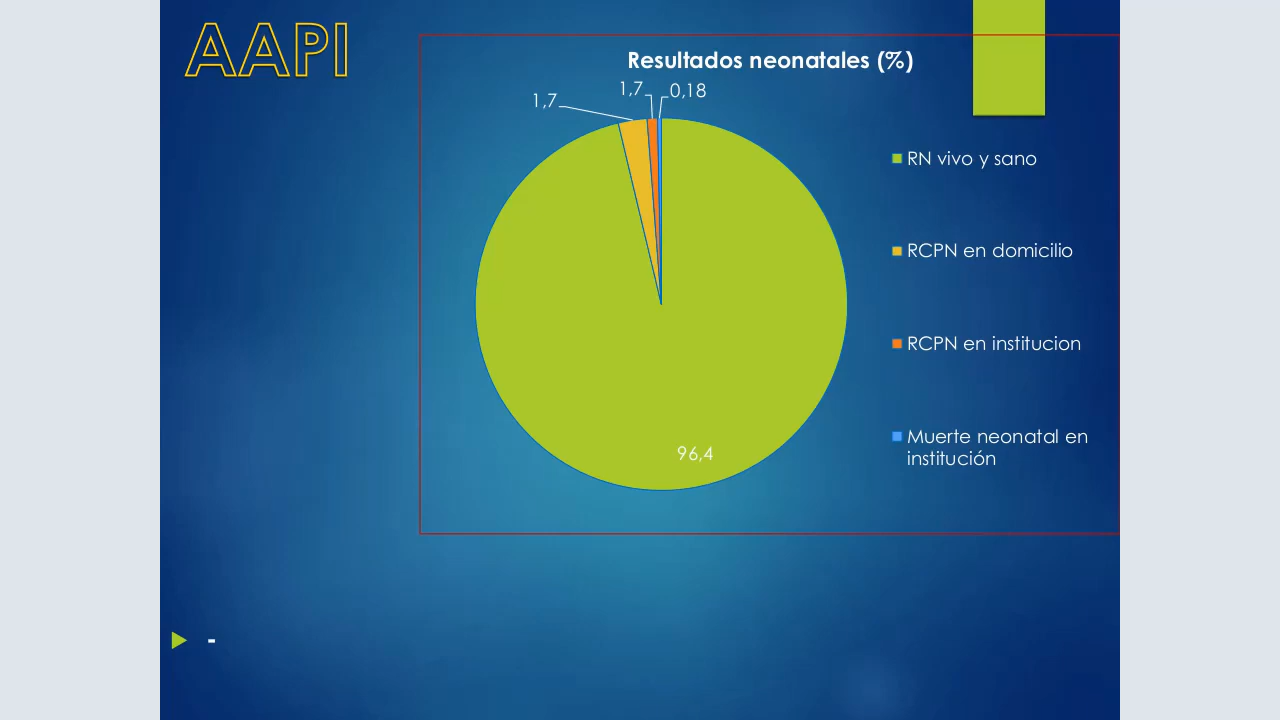 AAPI
Resultados neonatales (%)
1,7
1,7
0,18
96,4
RN vivo y sano
RCPN en domicilio
RCPN en institucion
Muerte neonatal en
institución
-